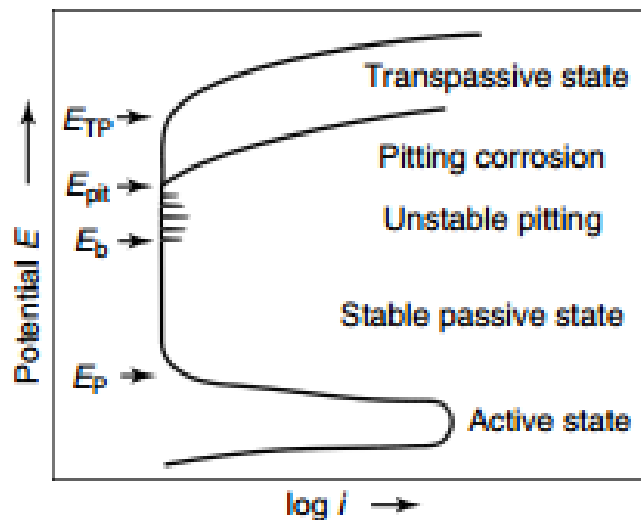 Transpassive state
E_TP
Pitting corrosion
E_pit
Unstable pitting
E_b
Stable passive state
E_P
Active state
Potential E
log i